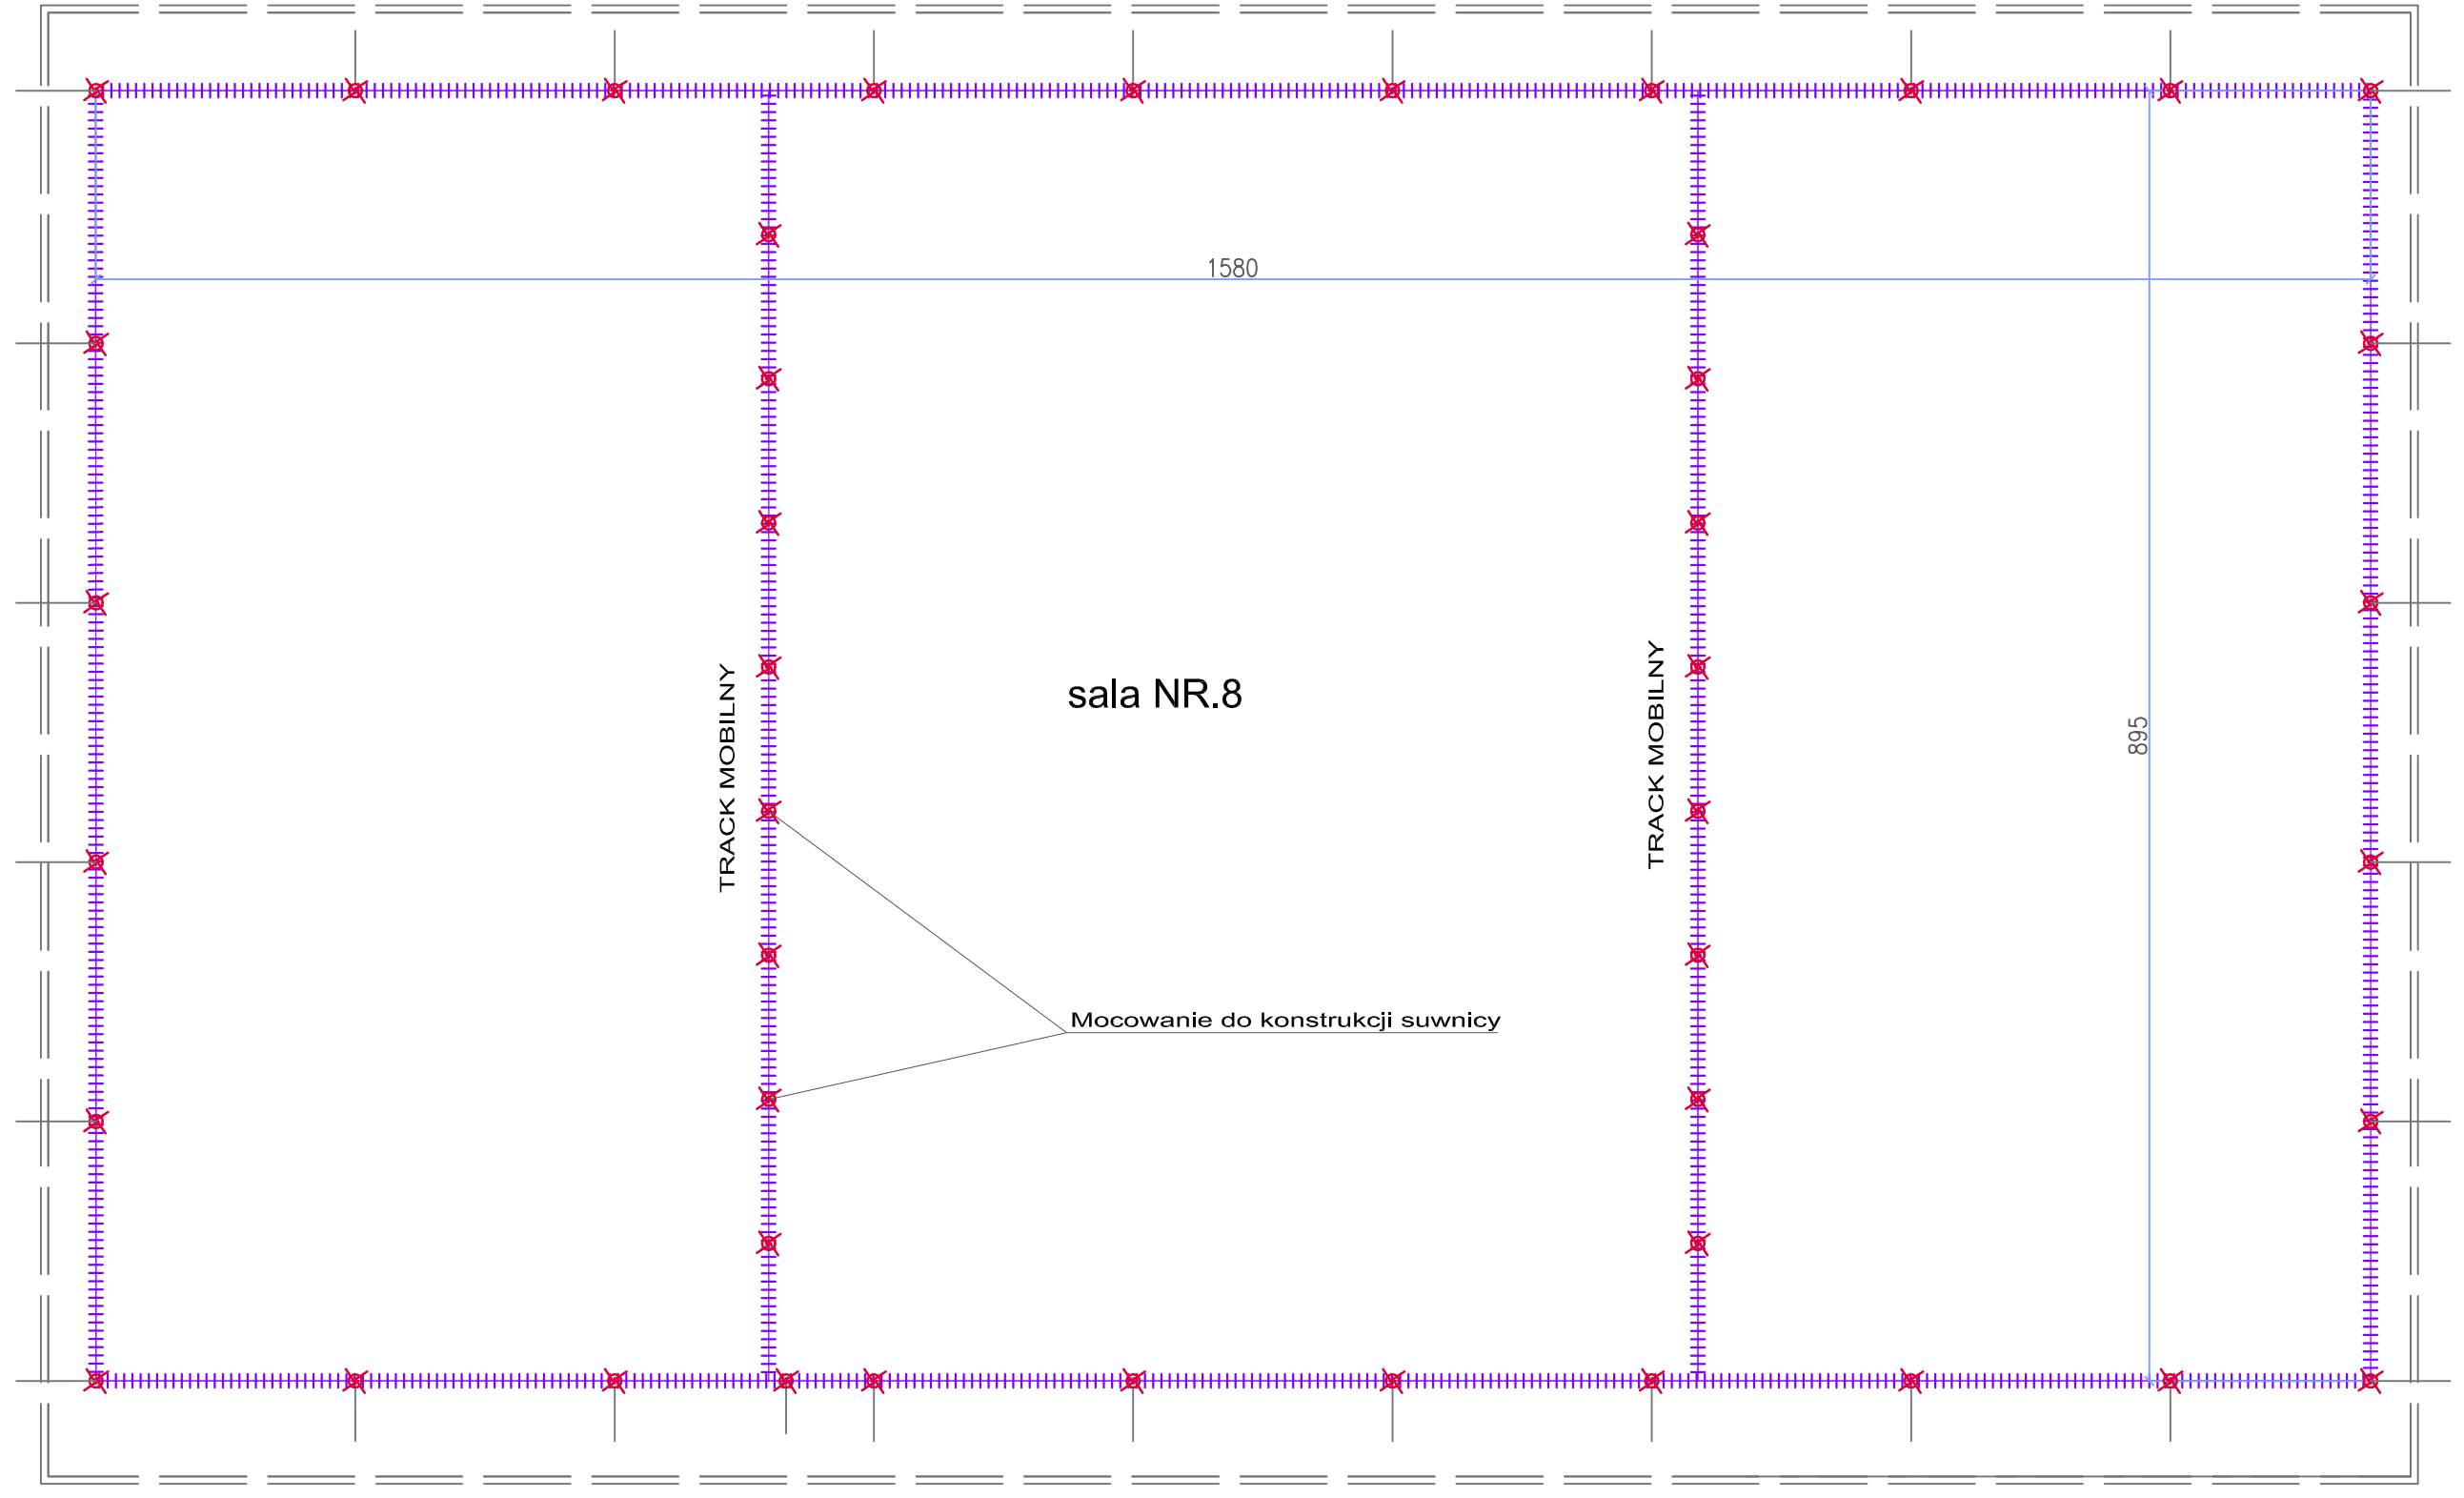 1580
TRACK MOBILNY
sala NR.8
TRACK MOBILNY
895
Mocowanie do konstrukcji suwnicy